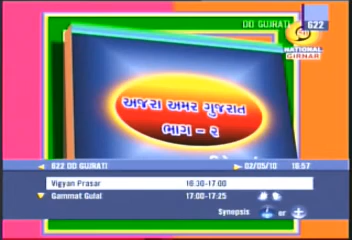 DD GUJRATI
622
NATIONAL
GIRNAR
અજરા અમર ગુજરાત
ભાગ - ૨
622 DD GUJRATI 02/05/10 16:57
Vigyan Prasar 16:30-17:00
Gammat Gulal 17:00-17:25
Synopsis or